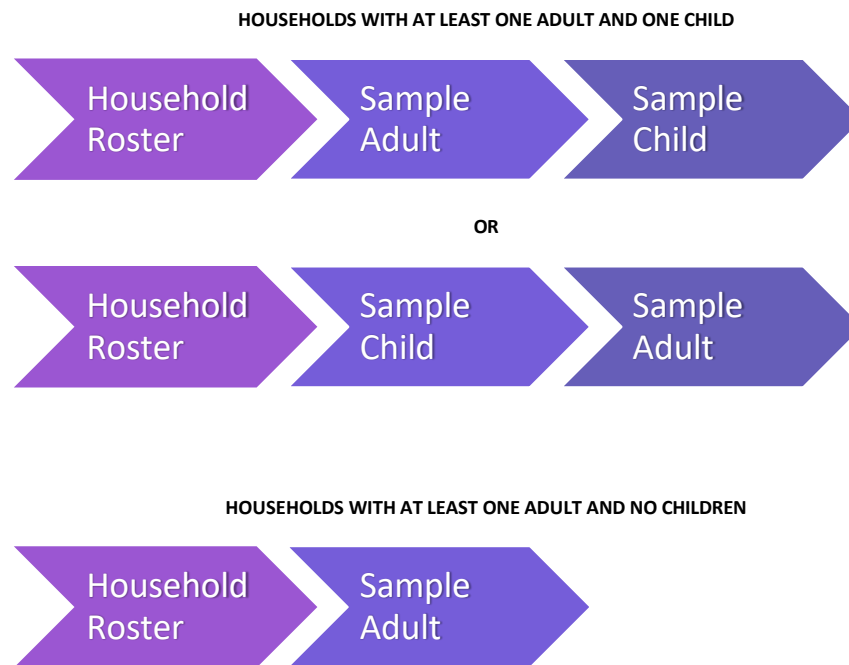 HOUSEHOLDS WITH AT LEAST ONE ADULT AND ONE CHILD
Household
Roster
Sample
Adult
Sample
Child
OR
Household
Roster
Sample
Child
Sample
Adult
HOUSEHOLDS WITH AT LEAST ONE ADULT AND NO CHILDREN
Household
Roster
Sample
Adult